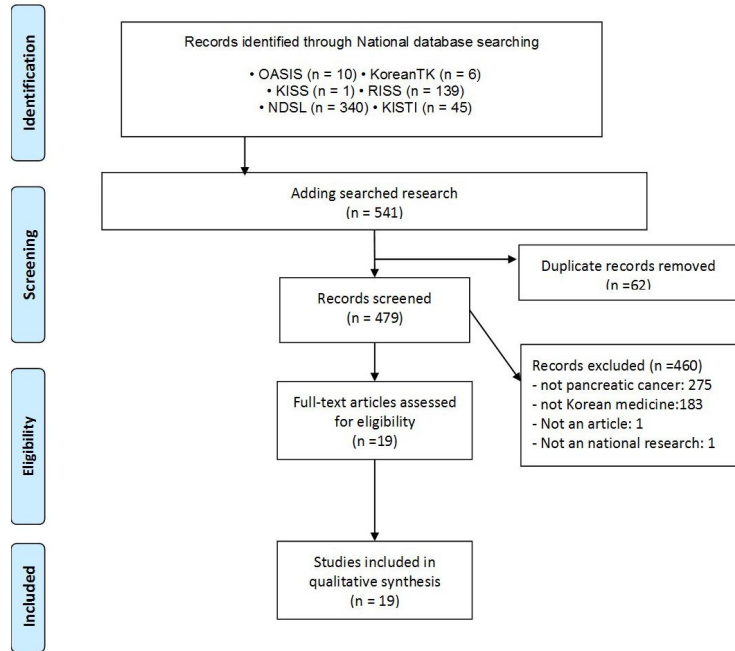 Identification
Records identified through National database searching
• OASIS (n = 10) • KoreanTK (n = 6)
• KISS (n = 1) • RISS (n = 139)
• NDSL (n = 340) • KISTI (n = 45)
Screening
Adding searched research
(n = 541)
Duplicate records removed
(n =62)
Records screened
(n = 479)
Records excluded (n =460)
- not pancreatic cancer: 275
- not Korean medicine:183
- Not an article: 1
- Not an national research: 1
Eligibility
Full-text articles assessed
for eligibility
(n =19)
Included
Studies included in
qualitative synthesis
(n = 19)